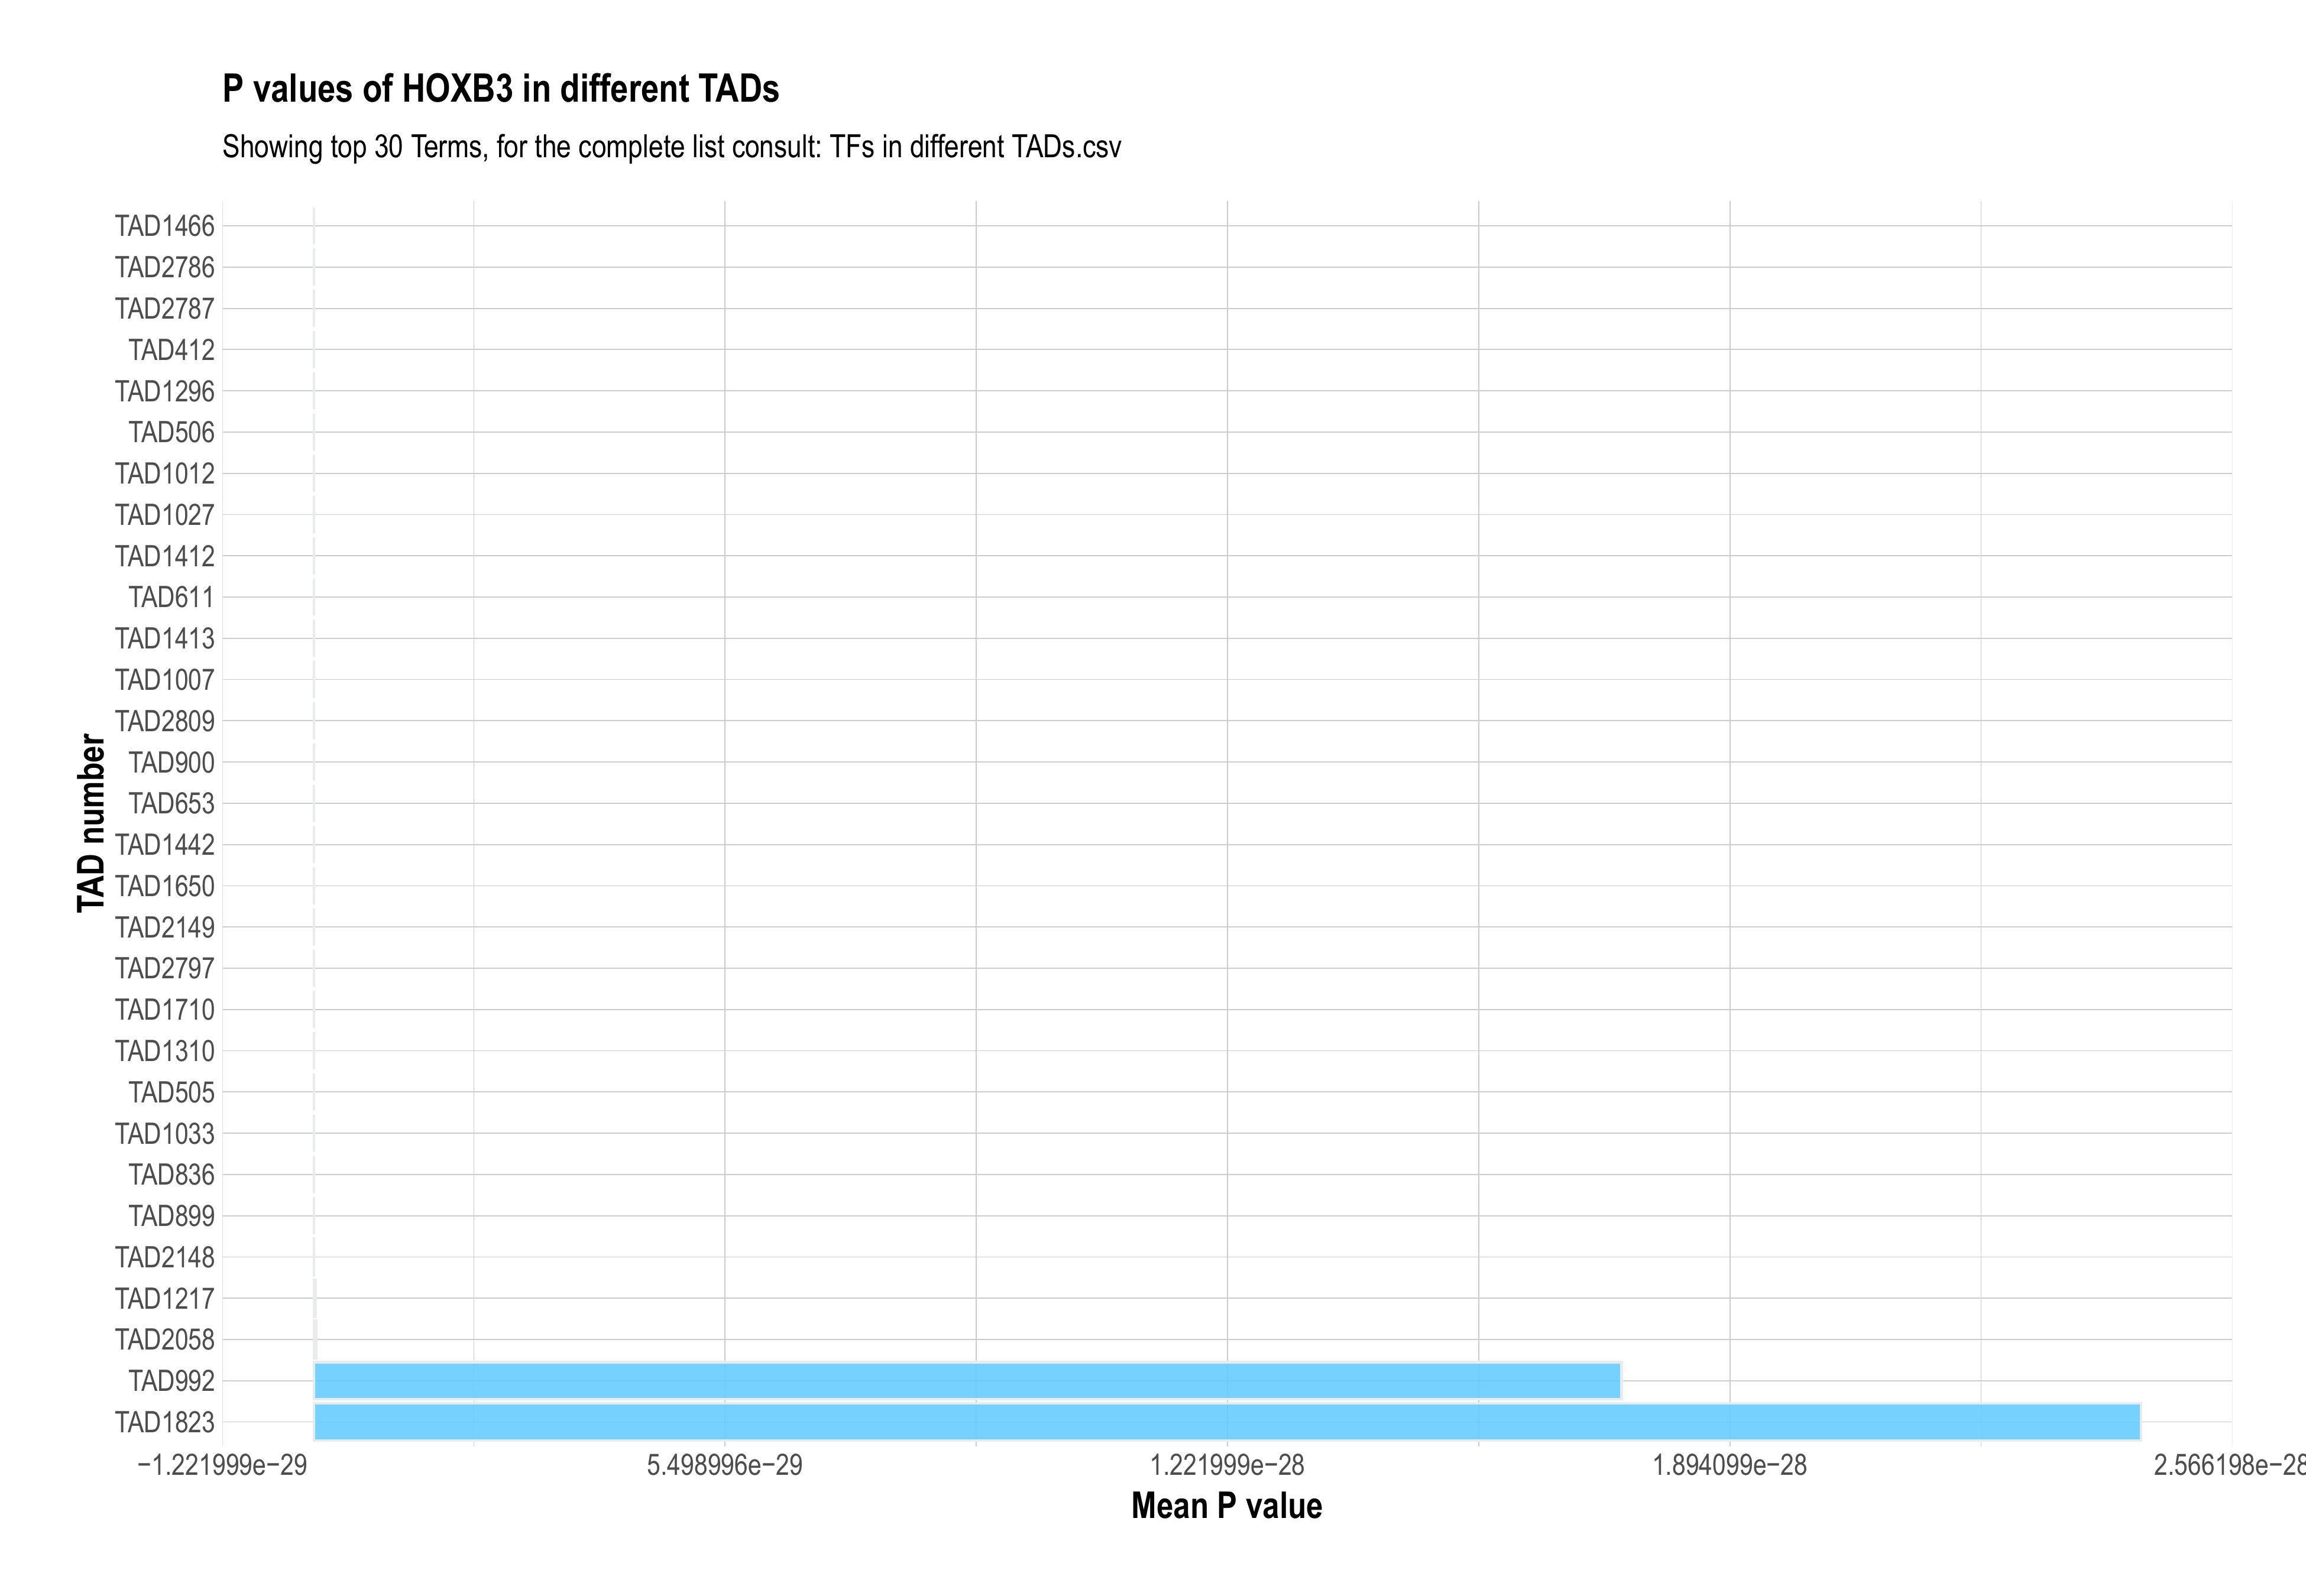 P values of HOXB3 in different TADs
Showing top 30 Terms, for the complete list consult: TFs in different TADs.csv
TAD1466
TAD2786
TAD2787
TAD412
TAD1296
TAD506
TAD1012
TAD1027
TAD1412
TAD611
TAD1413
TAD1007
TAD2809
TAD900
TAD653
TAD1442
TAD1650
TAD2149
TAD2797
TAD1710
TAD1310
TAD505
TAD1033
TAD836
TAD899
TAD2148
TAD1217
TAD2058
TAD992
TAD1823
TAD number
−1.221999e−29 5.498996e−29 1.221999e−28 1.894099e−28 2.566198e−28
Mean P value